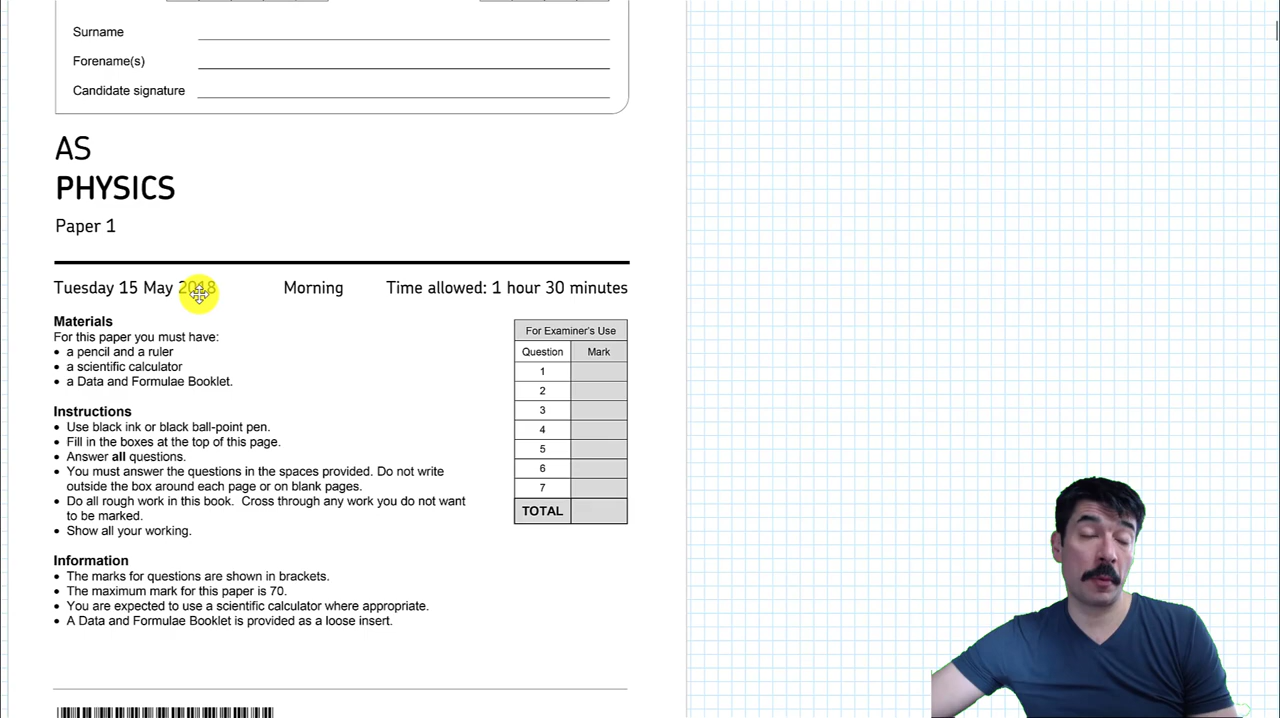 Surname
Forename(s)
Candidate signature
AS
PHYSICS
Paper 1
Tuesday 15 May 2018 Morning Time allowed: 1 hour 30 minutes
Materials
For this paper you must have:
• a pencil and a ruler
• a scientific calculator
• a Data and Formulae Booklet.
Instructions
• Use black ink or black ball-point pen.
• Fill in the boxes at the top of this page.
• Answer all questions.
• You must answer the questions in the spaces provided. Do not write
outside the box around each page or on blank pages.
• Do all rough work in this book. Cross through any work you do not want
to be marked.
• Show all your working.
Information
• The marks for questions are shown in brackets.
• The maximum mark for this paper is 70.
• You are expected to use a scientific calculator where appropriate.
• A Data and Formulae Booklet is provided as a loose insert.
For Examiner's Use
Question Mark
1
2
3
4
5
6
7
TOTAL